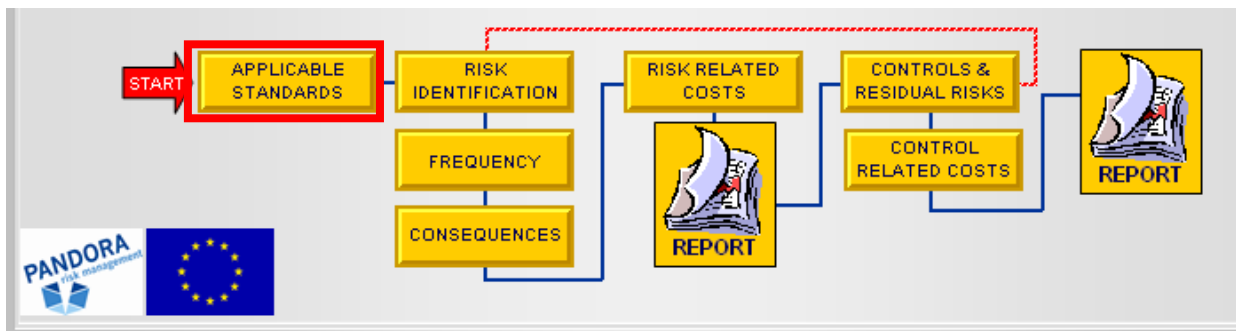 START
APPLICABLE
STANDARDS
RISK
IDENTIFICATION
FREQUENCY
CONSEQUENCES
RISK RELATED
COSTS
REPORT
CONTROLS &
RESIDUAL RISKS
CONTROL
RELATED COSTS
REPORT
PANDORA
risk management